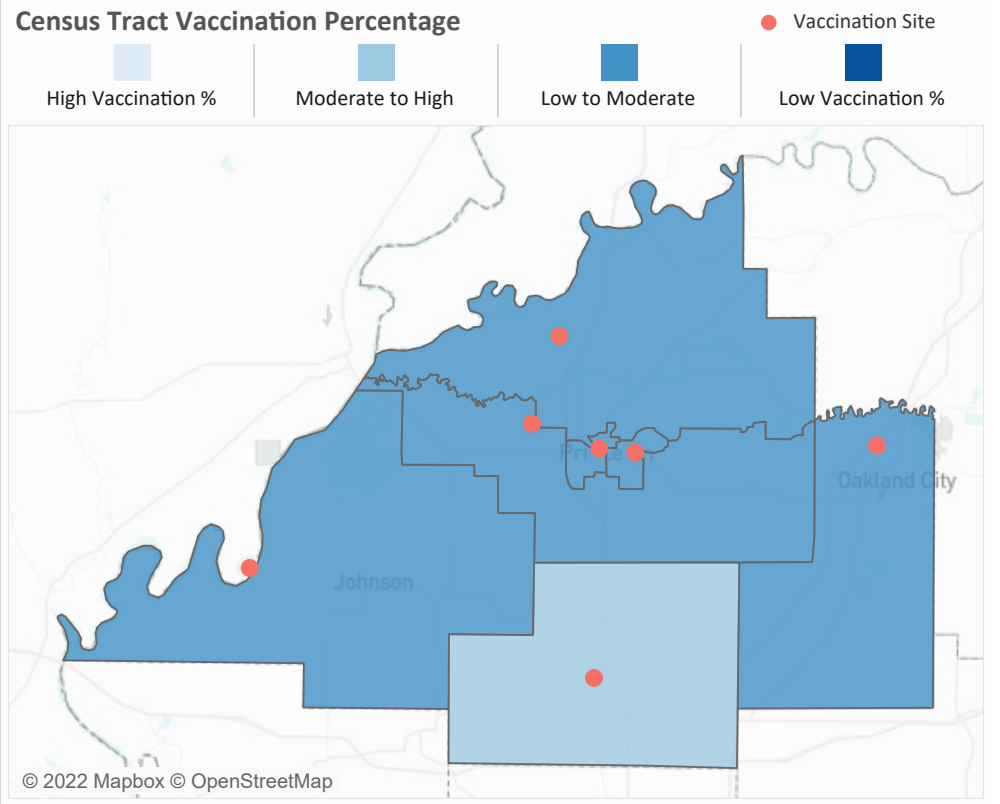 Census Tract Vaccination Percentage
Vaccination Site
High Vaccination %
Moderate to High
Low to Moderate
Low Vaccination %
Oakland City
Johnson
© 2022 Mapbox © OpenStreetMap